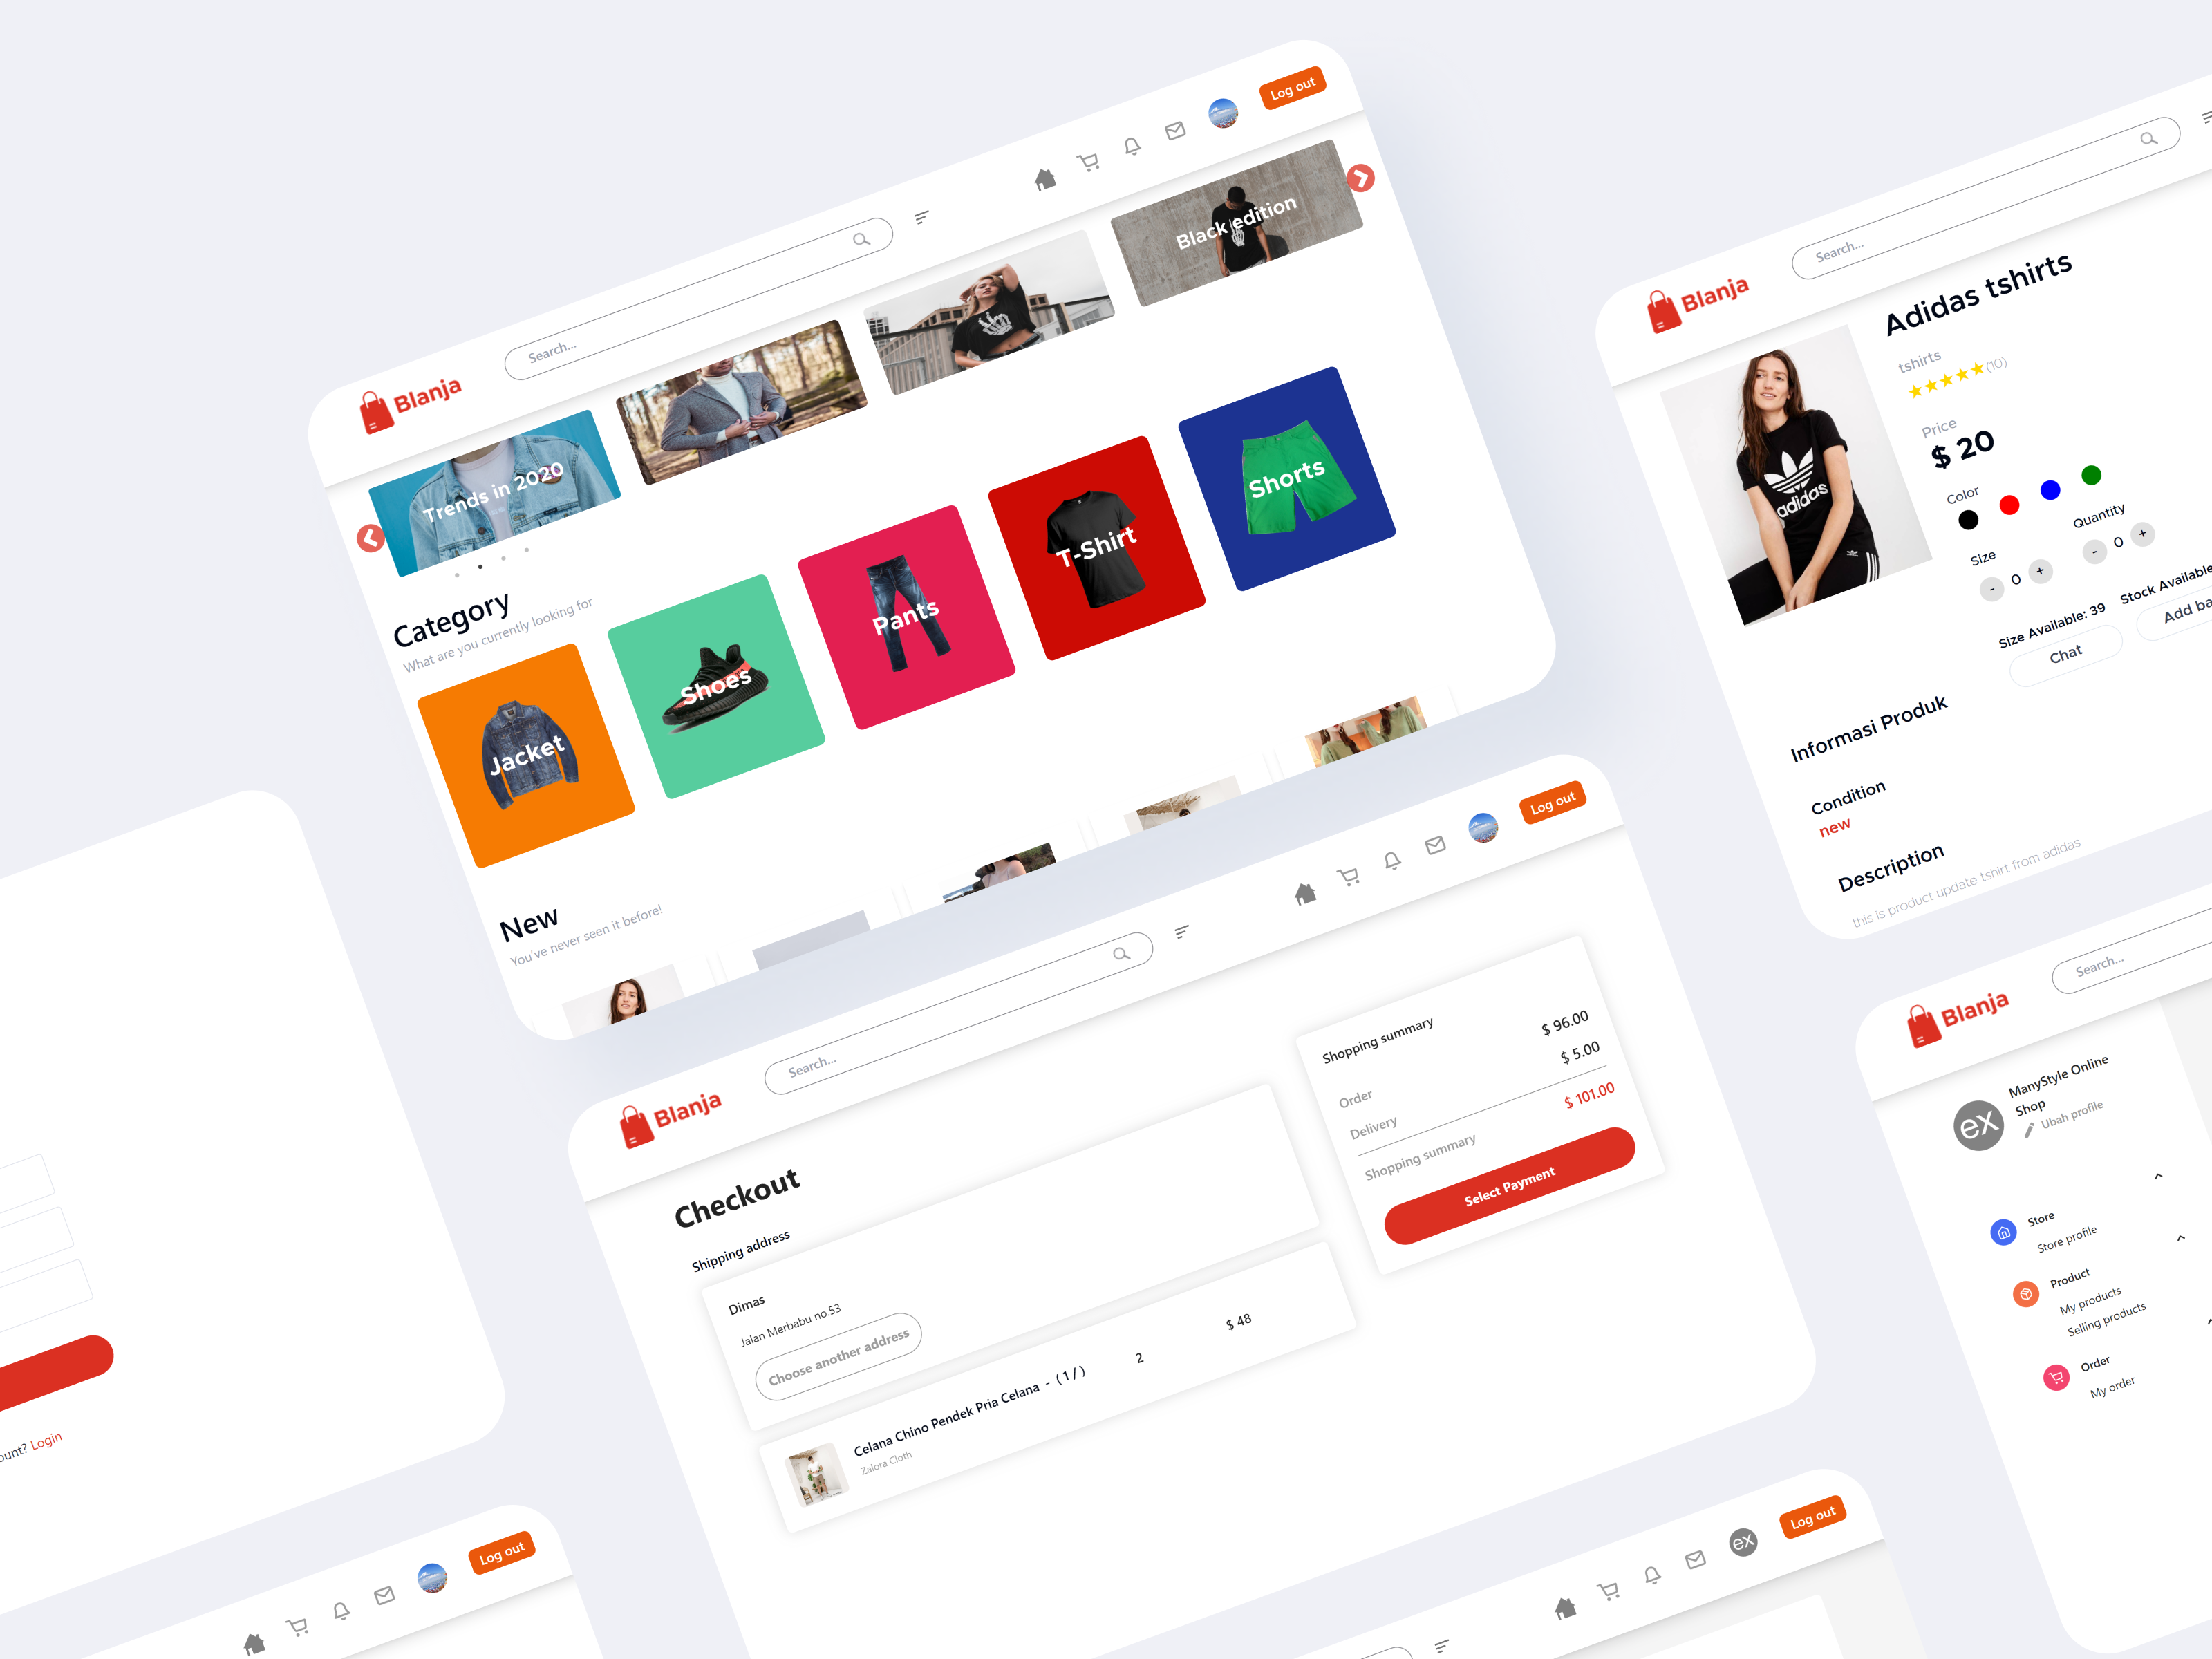 Log out
Blanja
Search...
Trends in 2020
Black edition
Category
What are you currently looking for
Jacket
Shoes
Pants
T-Shirt
Shorts
New
You've never seen it before!
Blanja
Search...
Adidas tshirts
tshirts
(10)
Price
$ 20
Color
Size
Quantity
- 0 +
- 0 +
Size Available: 39
Stock Available
Chat
Add ba
Informasi Produk
Condition
new
Description
this is product update tshirt from adidas
adidas
Log out
Blanja
Search...
Checkout
Shipping address
Dimas
Jalan Merbabu no.53
Choose another address
Celana Chino Pendek Pria Celana - ( 1 / )
Zalora Cloth
2
$ 48
Shopping summary
Order
$ 96.00
Delivery
$ 5.00
Shopping summary
$ 101.00
Select Payment
Blanja
Search...
ex
ManyStyle Online
Shop
Ubah profile
Store
Store profile
Product
My products
Selling products
Order
My order
ount? Login
Log out
ex
Log out